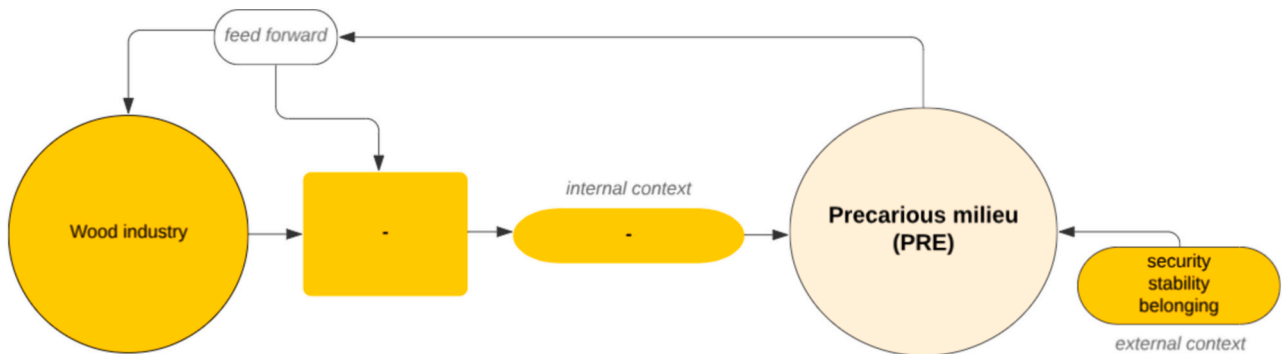 feed forward
Wood industry
-
internal context
-
Precarious milieu
(PRE)
security
stability
belonging
external context